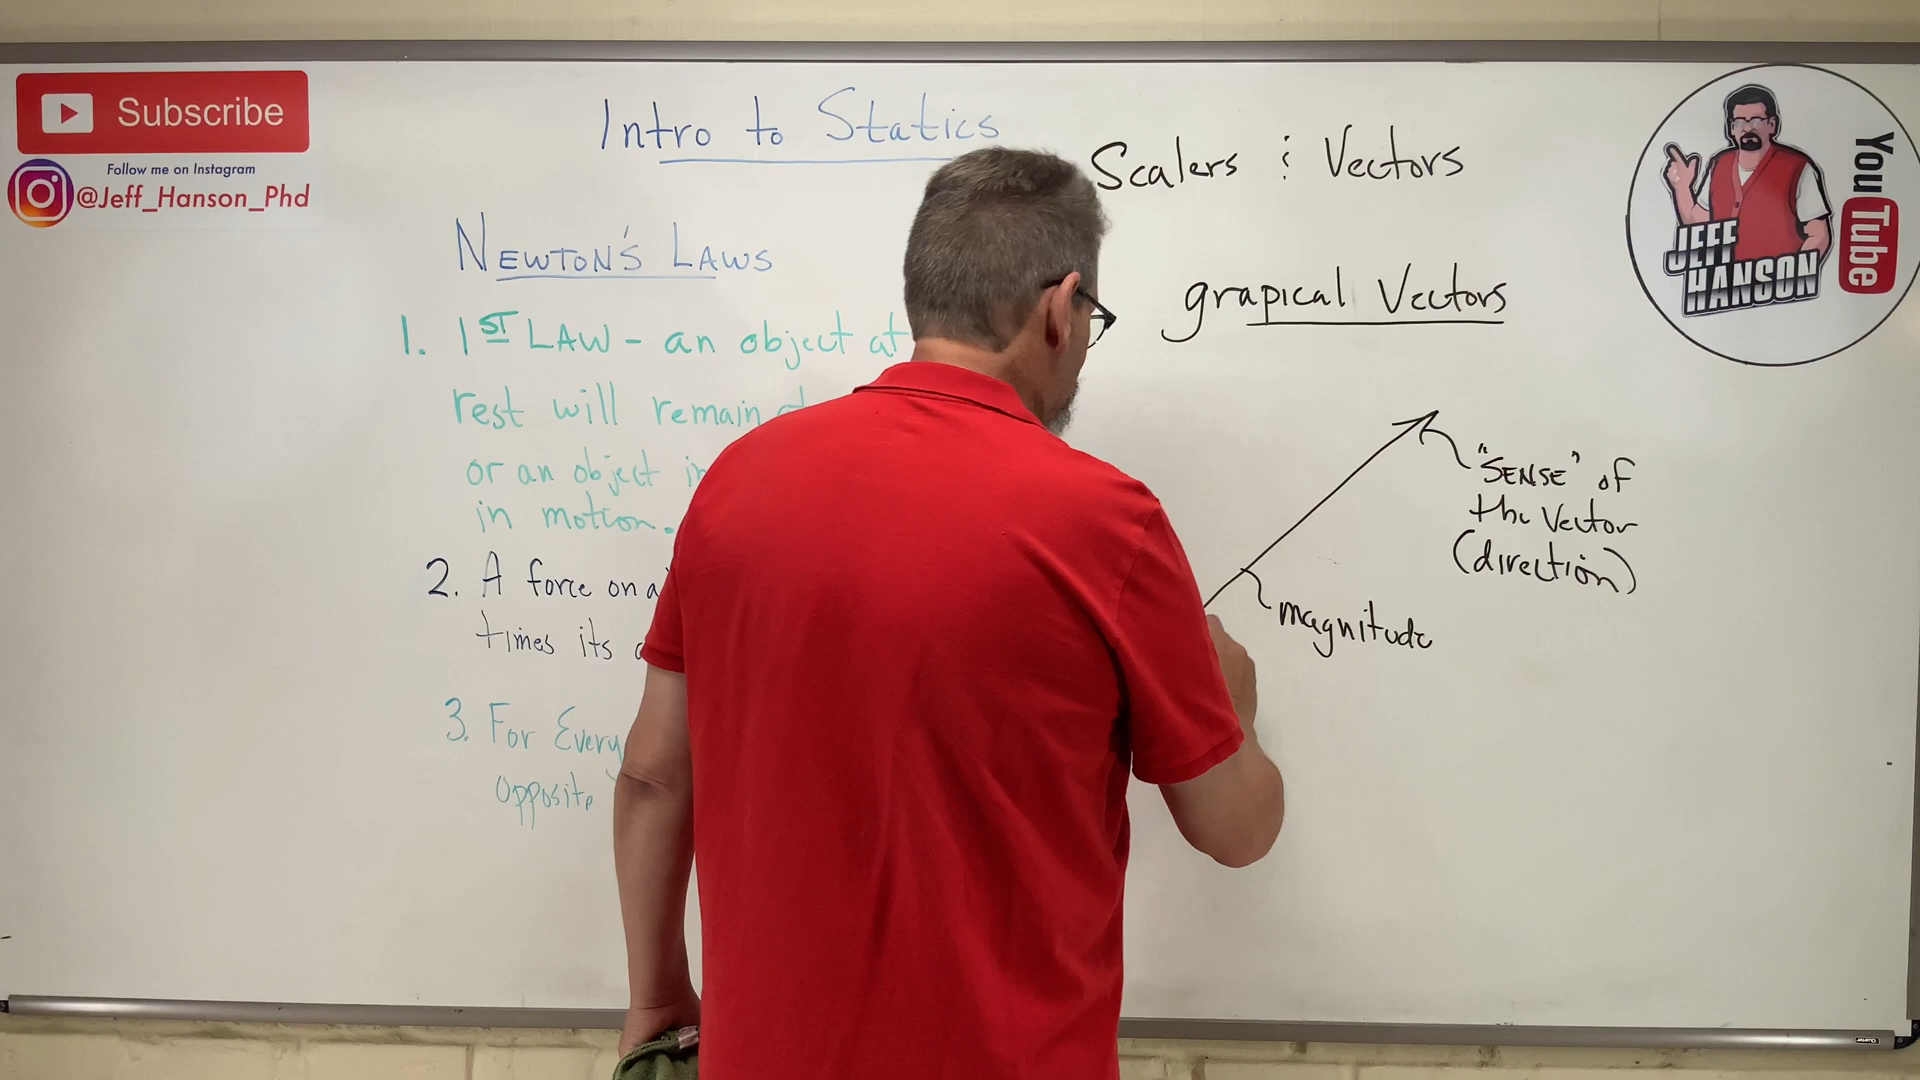 Subscribe
Follow me on Instagram
@Jeff_Hanson_Phd
Intro to Statics
NEWTON'S LAWS
1. 1ST LAW - an object at
rest will remain
or an object in
in motion.
2. A force on a
times its
3. For Every
opposite
Scalers & Vectors
grapical Vectors
"SENSE" of
the Vector
(direction)
magnitude
JEFF
HANSON
YouTube